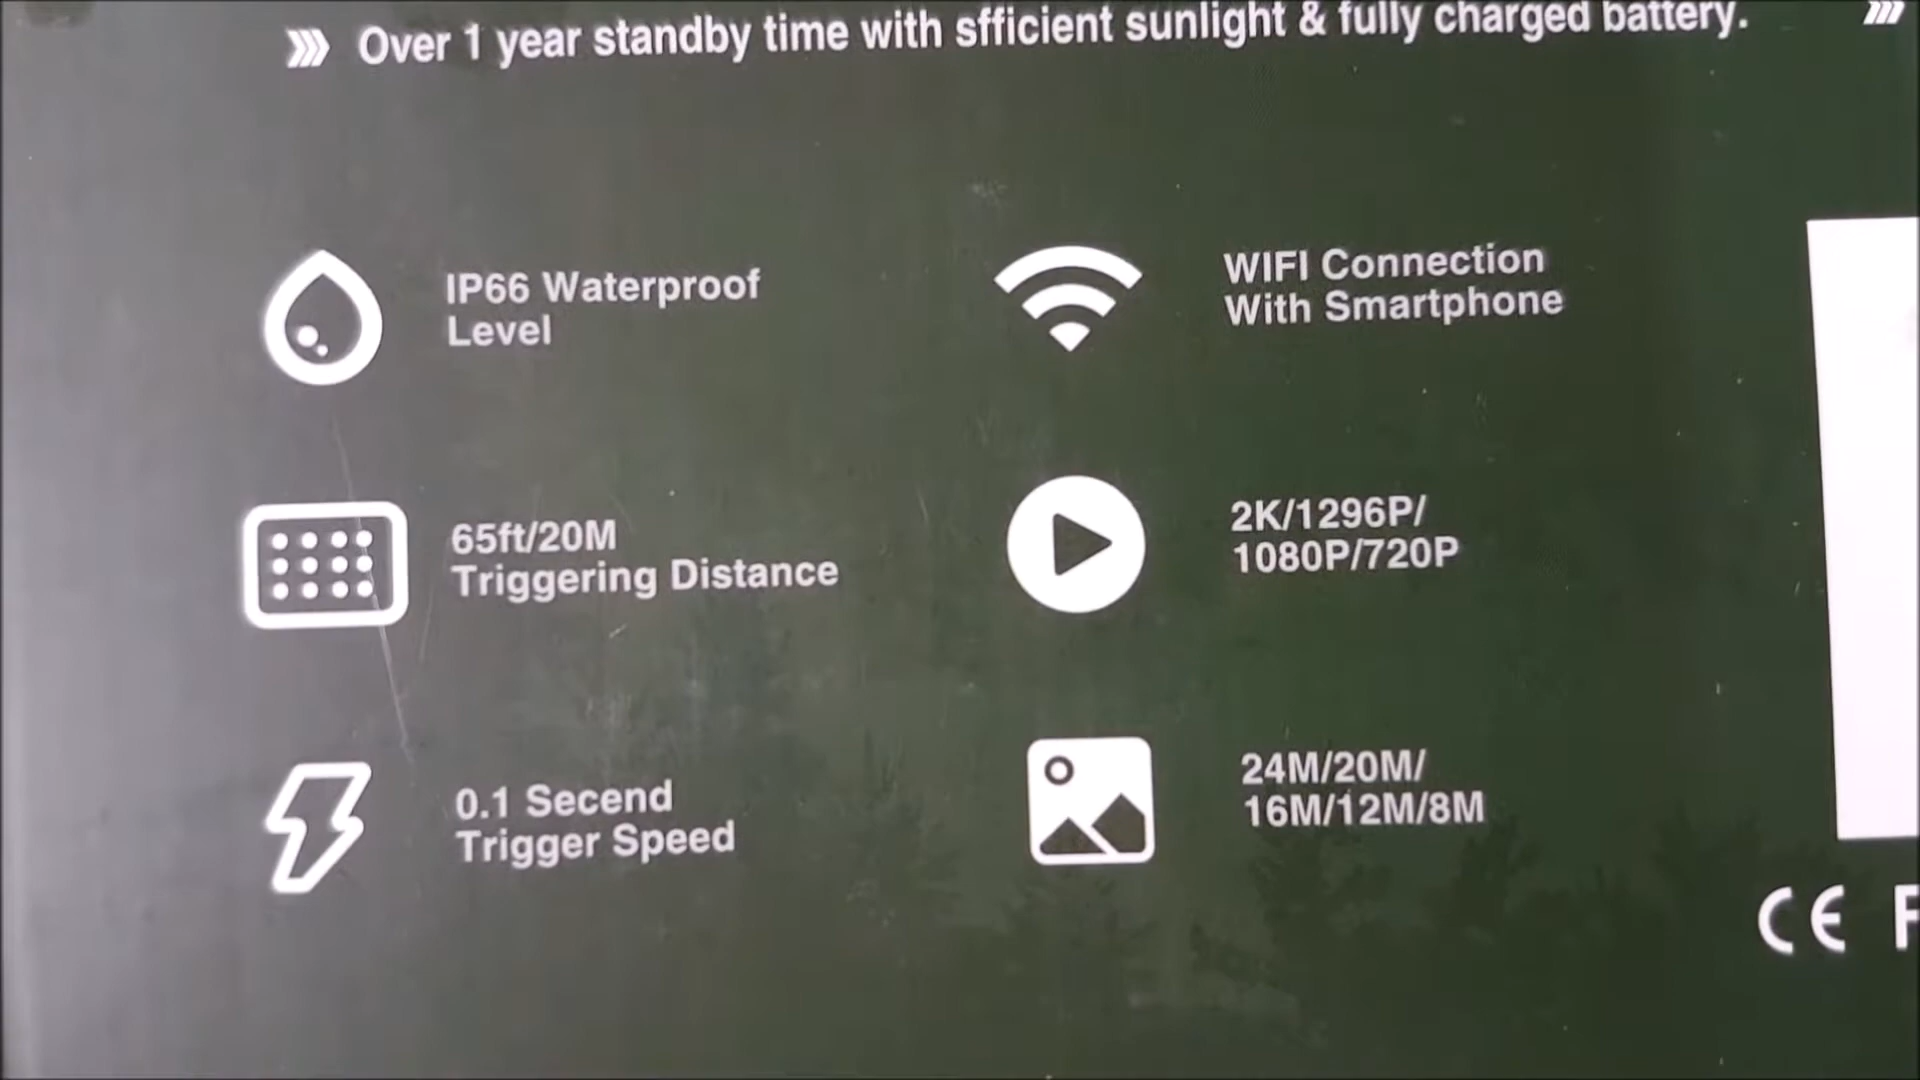 Over 1 year standby time with sfficient sunlight & fully charged battery.
IP66 Waterproof
Level
WIFI Connection
With Smartphone
65ft/20M
Triggering Distance
2K/1296P/
1080P/720P
0.1 Secend
Trigger Speed
24M/20M/
16M/12M/8M
CE F